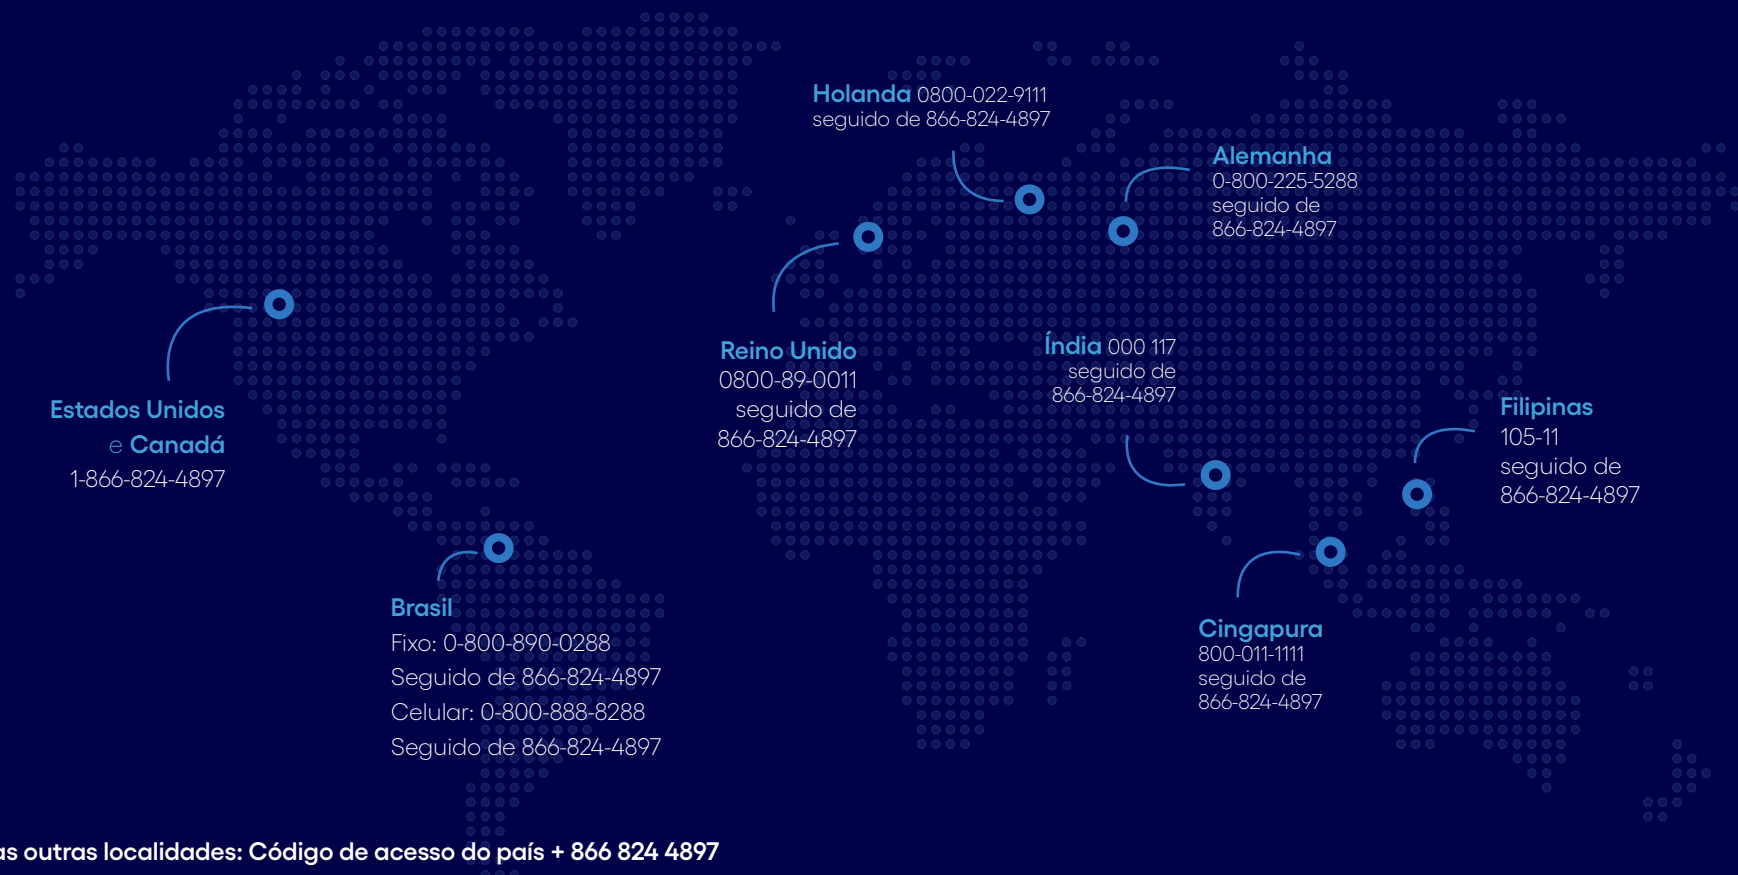 Holanda 0800-022-9111
seguido de 866-824-4897
Alemanha
0-800-225-5288
seguido de
866-824-4897
Reino Unido
0800-89-0011
seguido de
866-824-4897
Índia 000 117
seguido de
866-824-4897
Estados Unidos
e Canadá
1-866-824-4897
Filipinas
105-11
seguido de
866-824-4897
Brasil
Fixo: 0-800-890-0288
Seguido de 866-824-4897
Celular: 0-800-888-8288
Seguido de 866-824-4897
Cingapura
800-011-1111
seguido de
866-824-4897
as outras localidades: Código de acesso do país + 866 824 4897